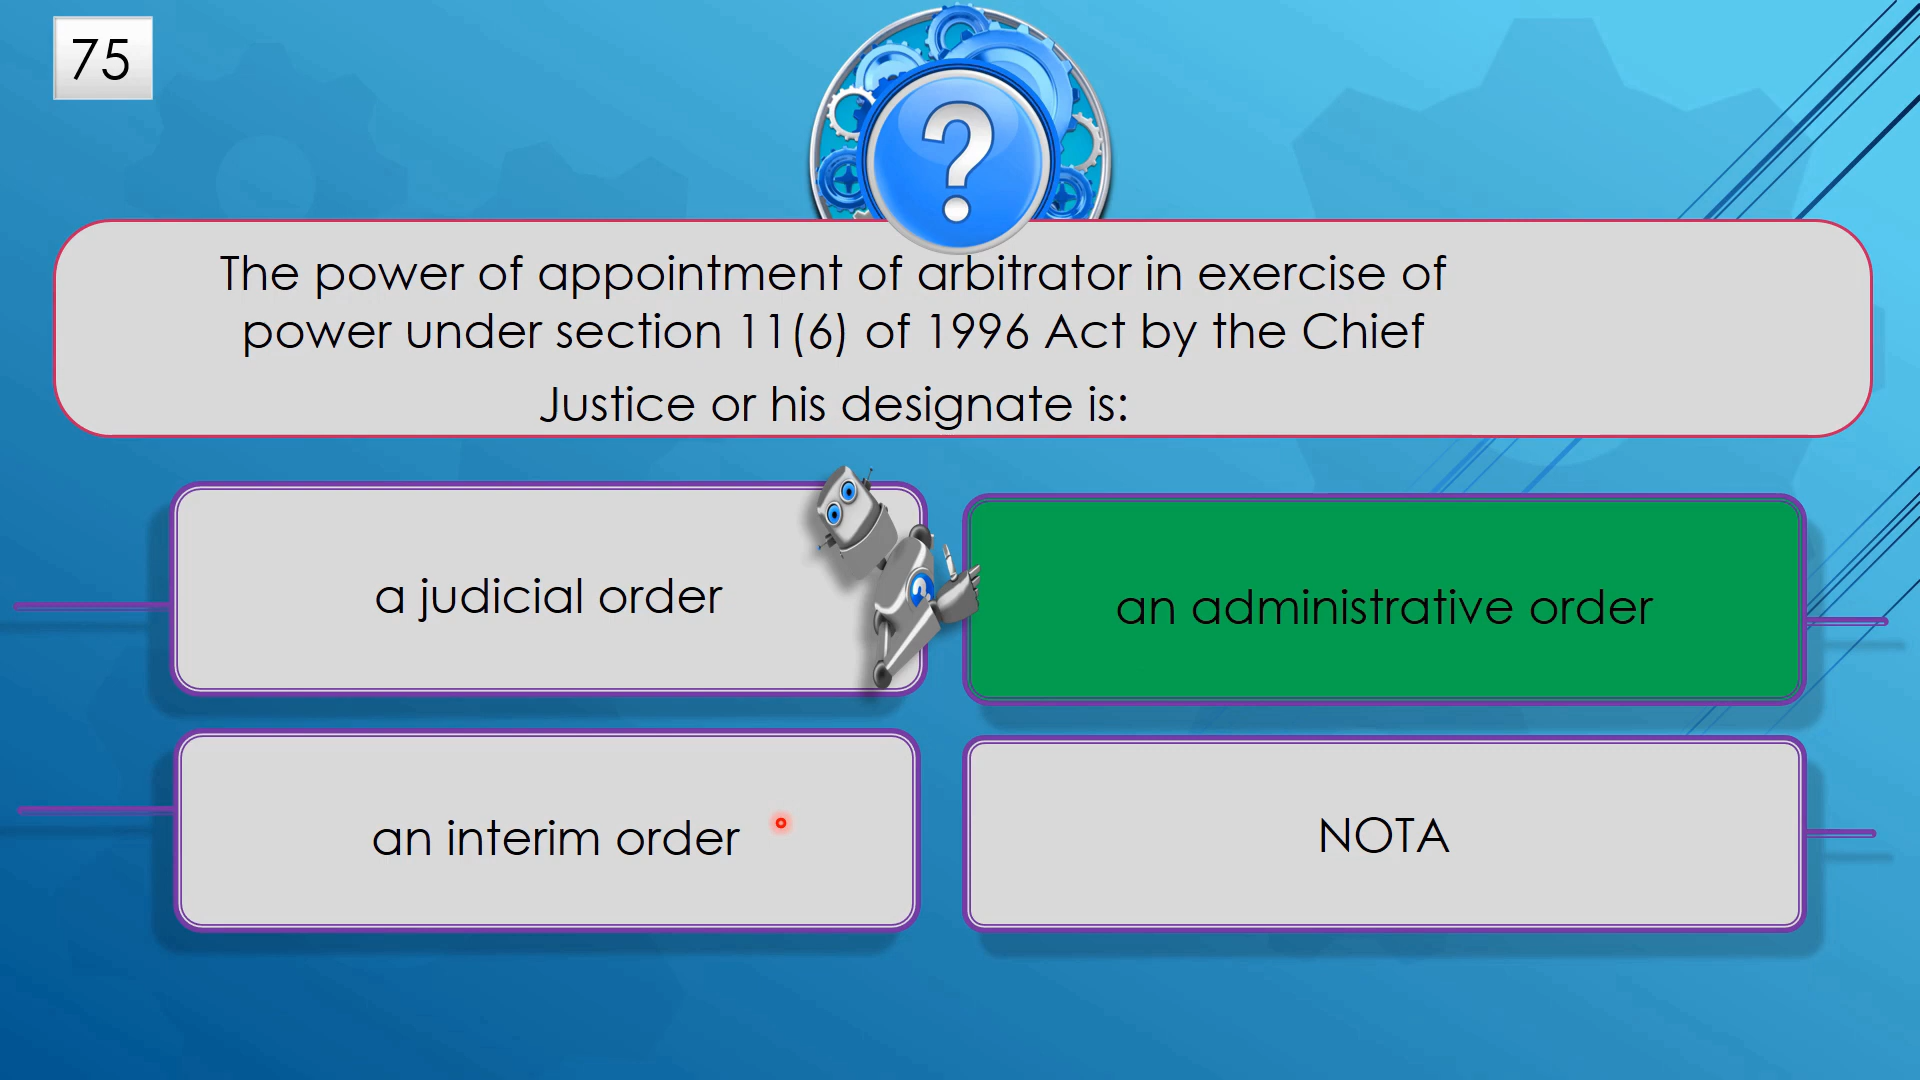 75
?
The power of appointment of arbitrator in exercise of
power under section 11(6) of 1996 Act by the Chief
Justice or his designate is:
a judicial order
an administrative order
an interim order
NOTA